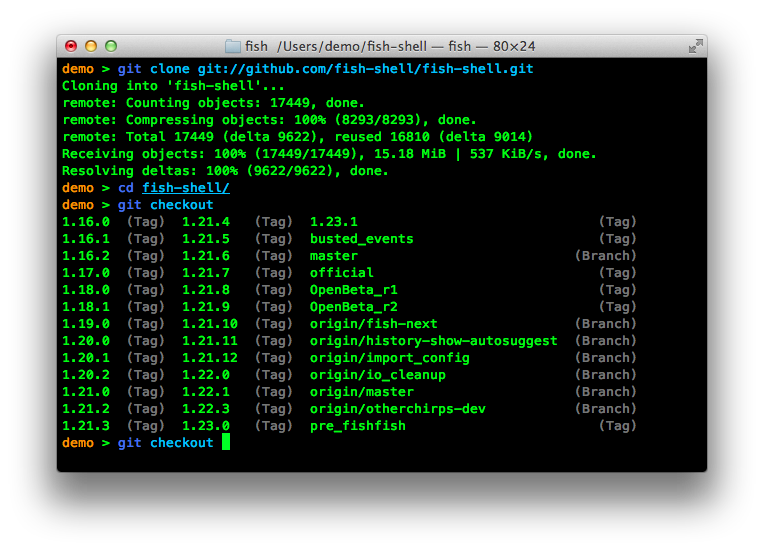 fish /Users/demo/fish-shell — fish — 80×24
demo > git clone git://github.com/fish-shell/fish-shell.git
Cloning into 'fish-shell'...
remote: Counting objects: 17449, done.
remote: Compressing objects: 100% (8293/8293), done.
remote: Total 17449 (delta 9622), reused 16810 (delta 9014)
Receiving objects: 100% (17449/17449), 15.18 MiB | 537 KiB/s, done.
Resolving deltas: 100% (9622/9622), done.
demo > cd fish-shell/
demo > git checkout
1.16.0 (Tag) 1.21.4 (Tag) 1.23.1 (Tag)
1.16.1 (Tag) 1.21.5 (Tag) busted_events (Tag)
1.16.2 (Tag) 1.21.6 (Tag) master (Branch)
1.17.0 (Tag) 1.21.7 (Tag) official (Tag)
1.18.0 (Tag) 1.21.8 (Tag) OpenBeta_r1 (Tag)
1.18.1 (Tag) 1.21.9 (Tag) OpenBeta_r2 (Tag)
1.19.0 (Tag) 1.21.10 (Tag) origin/fish-next (Branch)
1.20.0 (Tag) 1.21.11 (Tag) origin/history-show-autosuggest (Branch)
1.20.1 (Tag) 1.21.12 (Tag) origin/import_config (Branch)
1.20.2 (Tag) 1.22.0 (Tag) origin/io_cleanup (Branch)
1.21.0 (Tag) 1.22.1 (Tag) origin/master (Branch)
1.21.2 (Tag) 1.22.3 (Tag) origin/otherchirps-dev (Branch)
1.21.3 (Tag) 1.23.0 (Tag) pre_fishfish (Tag)
demo > git checkout